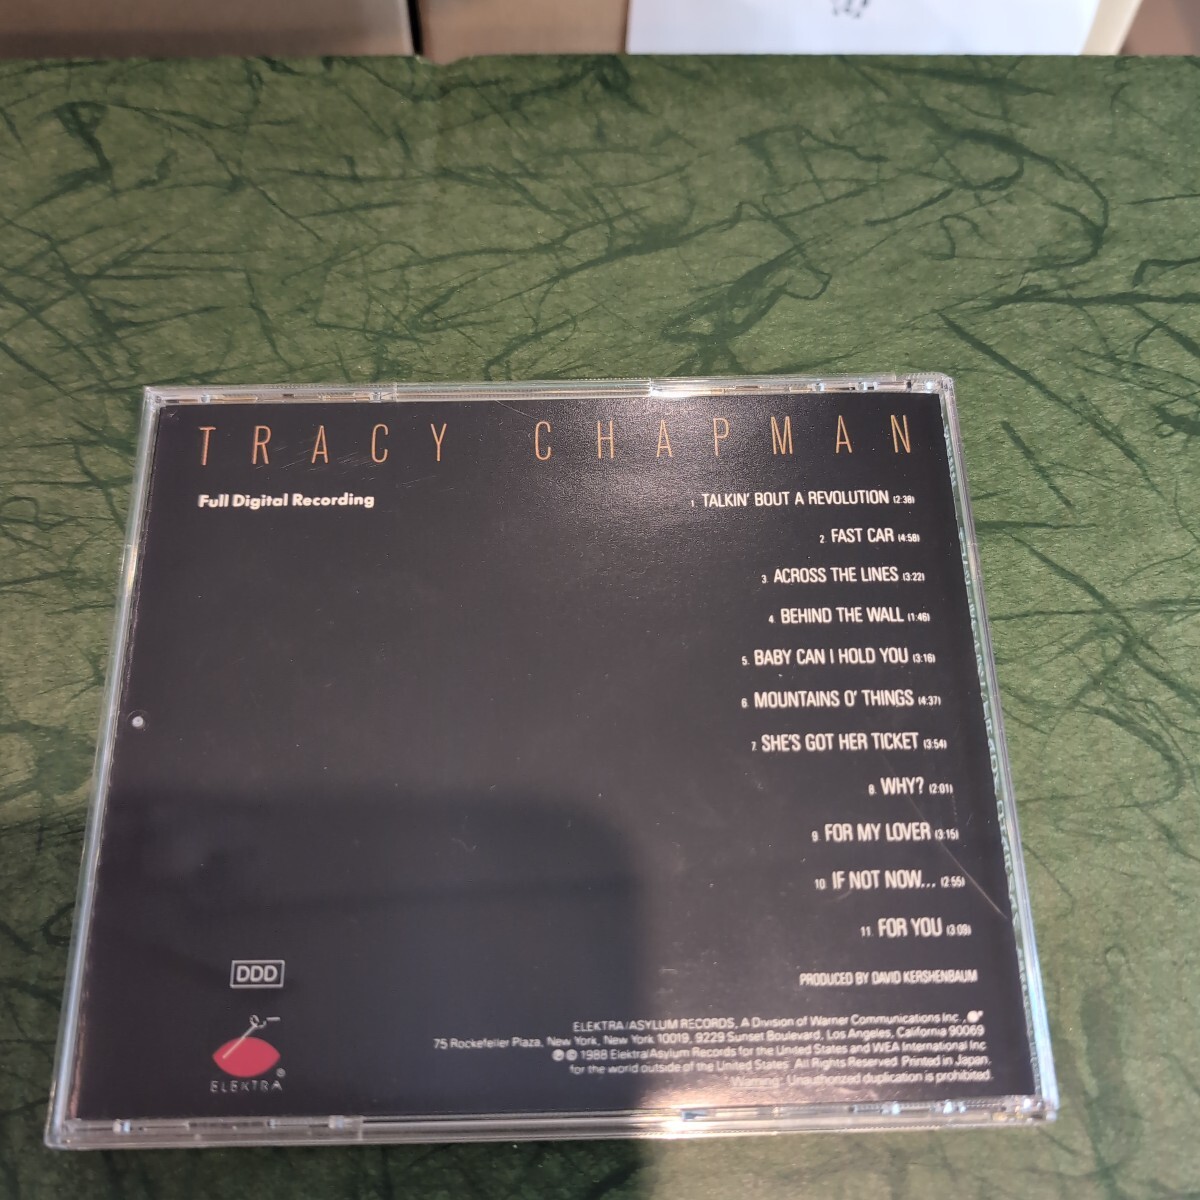 TRACY CHAPMAN
Full Digital Recording
1. TALKIN' BOUT A REVOLUTION (2:38)
2. FAST CAR (4:58)
3. ACROSS THE LINES (3:22)
4. BEHIND THE WALL (1:46)
5. BABY CAN I HOLD YOU (3:16)
6. MOUNTAINS O' THINGS (4:37)
7. SHE'S GOT HER TICKET (3:54)
8. WHY? (2:01)
9. FOR MY LOVER (3:15)
10. IF NOT NOW... (2:55)
11. FOR YOU (3:09)
PRODUCED BY DAVID KERSHENBAUM
DDD
ELEKTRA®
ELEKTRA/ASYLUM RECORDS, A Division of Warner Communications Inc.,
75 Rockefeller Plaza, New York, New York 10019, 9229 Sunset Boulevard, Los Angeles, California 90069
℗ © 1988 Elektra/Asylum Records for the United States and WEA International Inc.
for the world outside of the United States. All Rights Reserved. Printed in Japan.
Warning: Unauthorized duplication is prohibited.